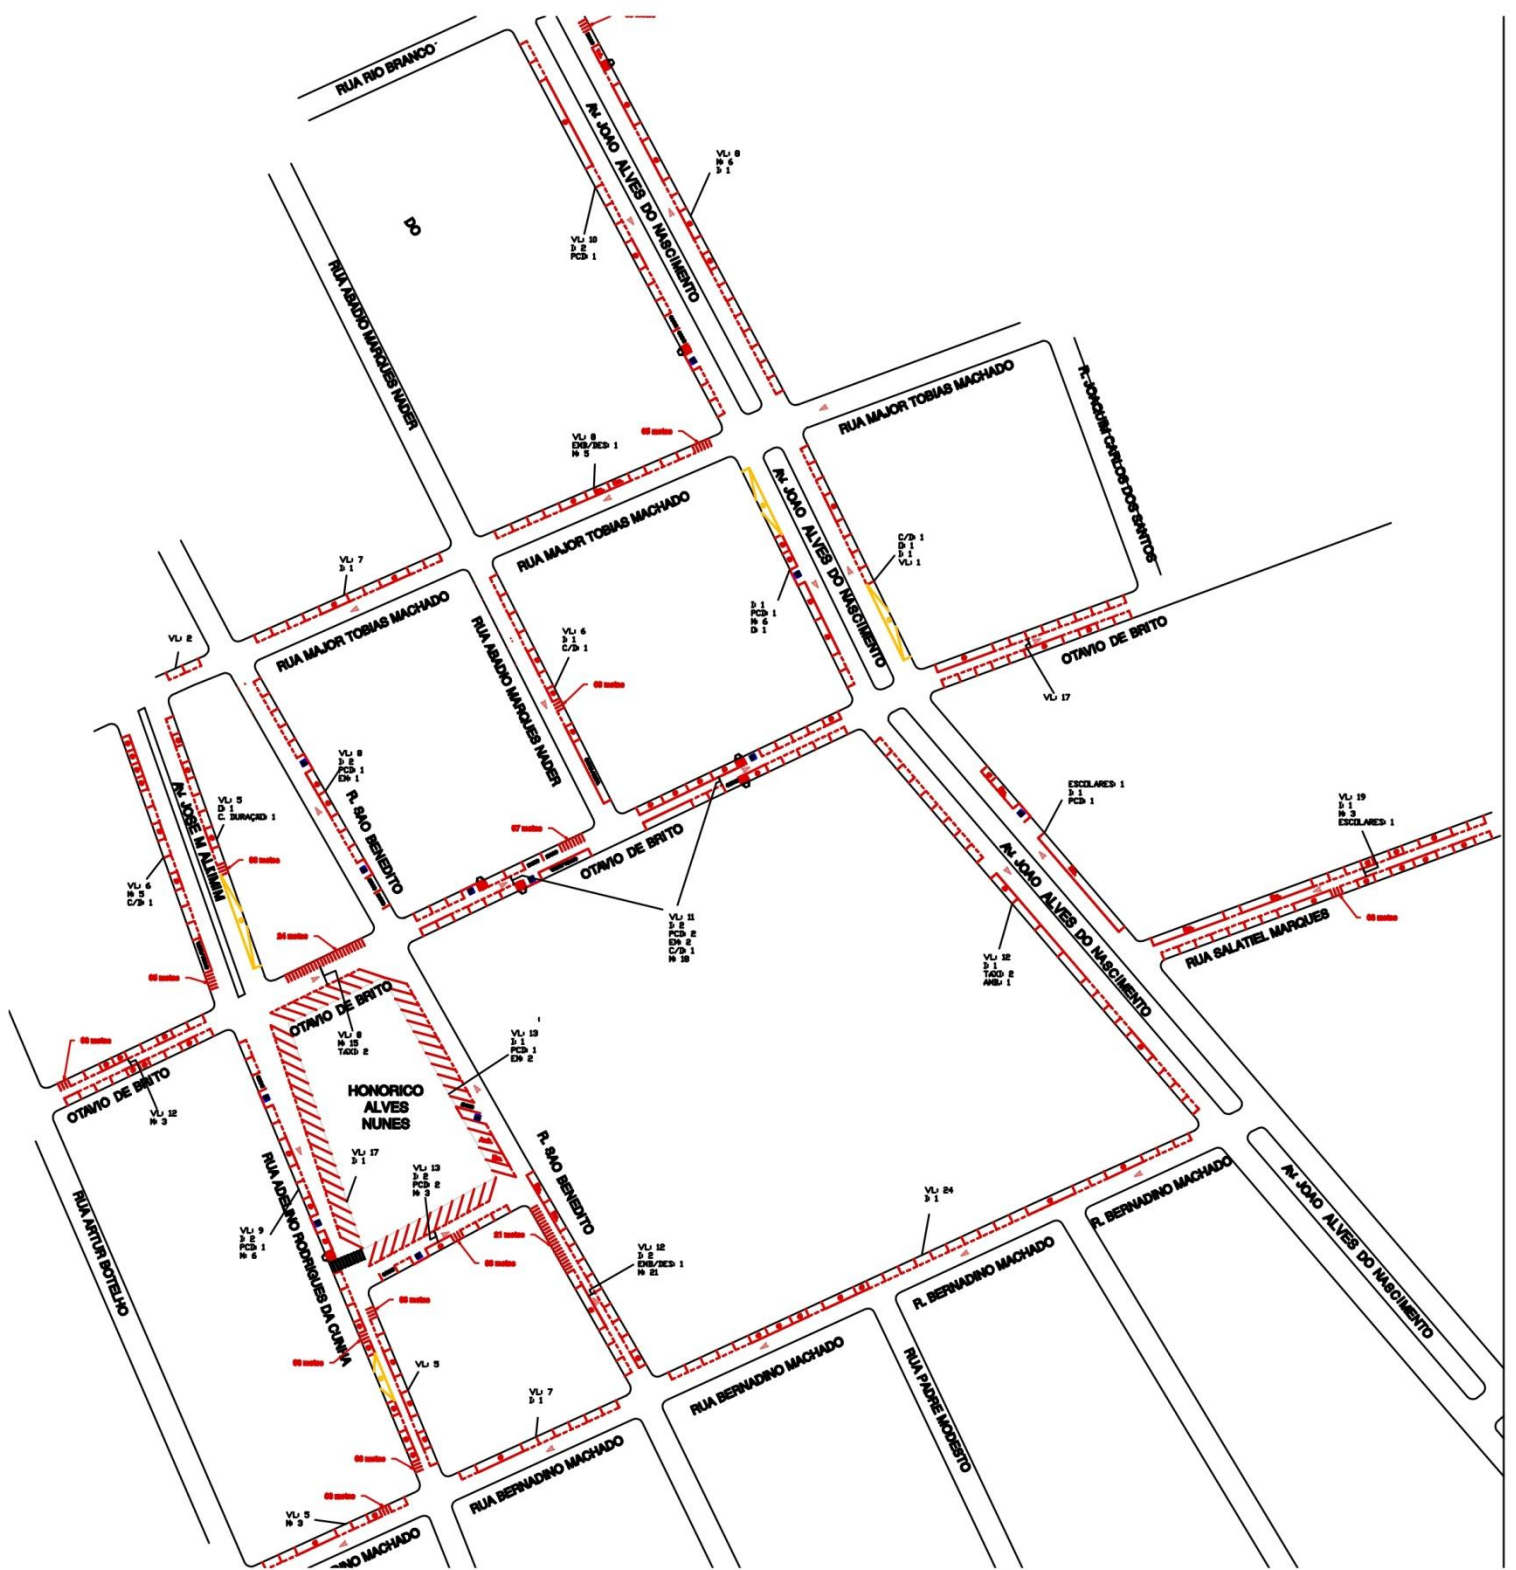 RUA RIO BRANCO
AV. JOAO ALVES DO NASCIMENTO
VL: 8
M: 6
I: 1
DO
VL: 10
I: 2
PCD: 1
RUA ABADIO MARQUES NADER
RUA MAJOR TOBIAS MACHADO
R. JOAQUIM CARLOS DOS SANTOS
05 motos
VL: 8
EMB/DES: 1
M: 5
RUA MAJOR TOBIAS MACHADO
AV. JOAO ALVES DO NASCIMENTO
C/D: 1
I: 1
VL: 1
VL: 7
I: 1
RUA MAJOR TOBIAS MACHADO
I: 1
PCD: 1
M: 6
OTAVIO DE BRITO
VL: 2
RUA ABADIO MARQUES NADER
VL: 6
I: 1
C/D: 1
VL: 17
VL: 8
I: 2
PCD: 1
R. SAO BENEDITO
AV. JOSE M ALKIMIM
VL: 5
C. DURAÇÃO: 1
ESCOLARES: 1
I: 1
PCD: 1
VL: 19
I: 1
M: 3
ESCOLARES: 1
07 motos
OTAVIO DE BRITO
VL: 6
M: 5
C/D: 1
AV. JOAO ALVES DO NASCIMENTO
VL: 11
I: 2
PCD: 2
C/D: 1
M: 18
RUA SALATIEL MARQUES
24 motos
VL: 12
I: 1
TAXI: 2
AMB: 1
OTAVIO DE BRITO
VL: 8
M: 15
TAXI: 2
VL: 13
I: 1
PCD: 1
HONORICO
ALVES
NUNES
OTAVIO DE BRITO
VL: 12
M: 3
VL: 17
I: 1
VL: 13
I: 2
PCD: 2
M: 3
R. SAO BENEDITO
RUA ARTUR BOTELHO
RUA ADELINO RODRIGUES DA CUNHA
VL: 9
I: 2
PCD: 1
M: 6
21 motos
VL: 12
I: 2
EMB/DES: 1
M: 21
VL: 24
I: 1
R. BERNADINO MACHADO
R. BERNADINO MACHADO
AV. JOAO ALVES DO NASCIMENTO
VL: 5
RUA BERNADINO MACHADO
RUA PADRE MODESTO
VL: 7
I: 1
RUA BERNADINO MACHADO
VL: 5
M: 3
INO MACHADO